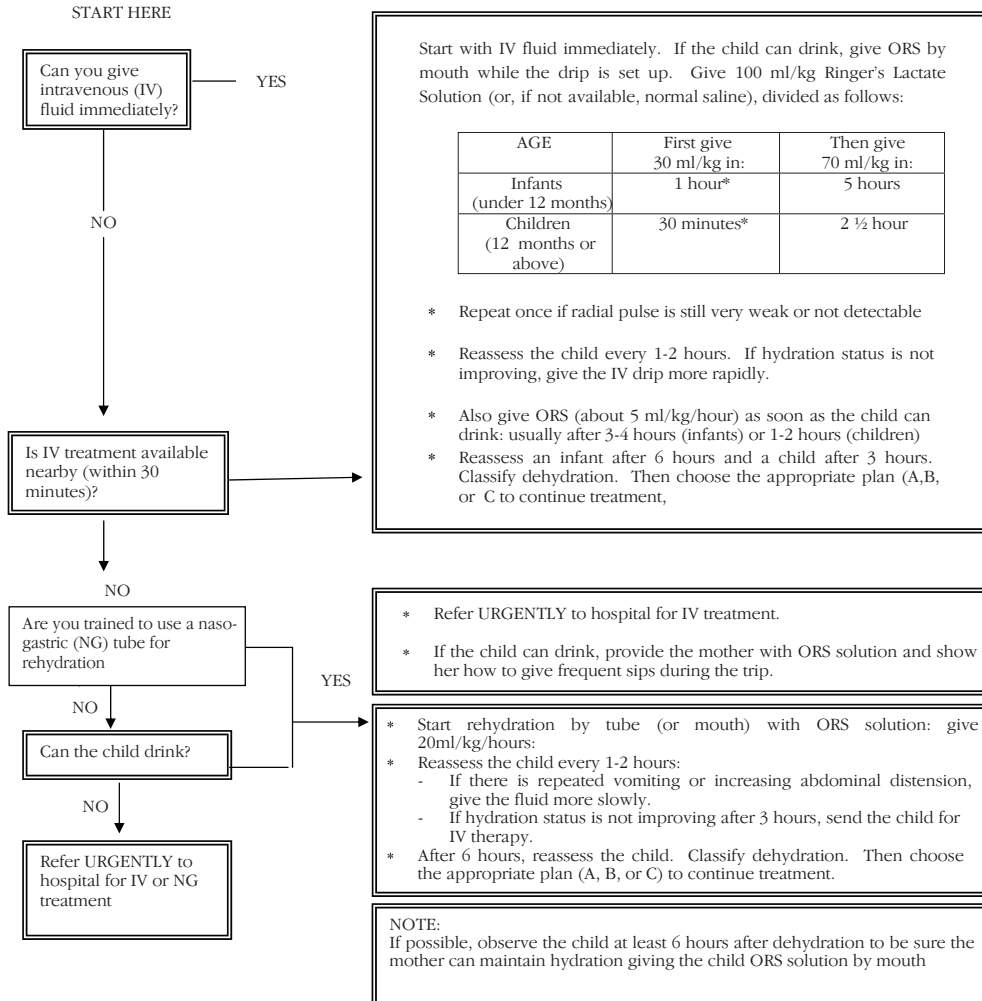 START HERE
Can you give
intravenous (IV)
fluid immediately?
YES
NO
Start with IV fluid immediately. If the child can drink, give ORS by
mouth while the drip is set up. Give 100 ml/kg Ringer's Lactate
Solution (or, if not available, normal saline), divided as follows:
AGE
First give
30 ml/kg in:
Then give
70 ml/kg in:
Infants
(under 12 months)
1 hour*
5 hours
Children
(12 months or
above)
30 minutes*
2 ½ hour
* Repeat once if radial pulse is still very weak or not detectable
* Reassess the child every 1-2 hours. If hydration status is not
improving, give the IV drip more rapidly.
* Also give ORS (about 5 ml/kg/hour) as soon as the child can
drink: usually after 3-4 hours (infants) or 1-2 hours (children)
* Reassess an infant after 6 hours and a child after 3 hours.
Classify dehydration. Then choose the appropriate plan (A,B,
or C to continue treatment,
Is IV treatment available
nearby (within 30
minutes)?
NO
* Refer URGENTLY to hospital for IV treatment.
* If the child can drink, provide the mother with ORS solution and show
her how to give frequent sips during the trip.
Are you trained to use a naso-
gastric (NG) tube for
rehydration
YES
NO
Can the child drink?
NO
* Start rehydration by tube (or mouth) with ORS solution: give
20ml/kg/hours:
* Reassess the child every 1-2 hours:
- If there is repeated vomiting or increasing abdominal distension,
give the fluid more slowly.
- If hydration status is not improving after 3 hours, send the child for
IV therapy.
* After 6 hours, reassess the child. Classify dehydration. Then choose
the appropriate plan (A, B, or C) to continue treatment.
Refer URGENTLY to
hospital for IV or NG
treatment
NOTE:
If possible, observe the child at least 6 hours after dehydration to be sure the
mother can maintain hydration giving the child ORS solution by mouth